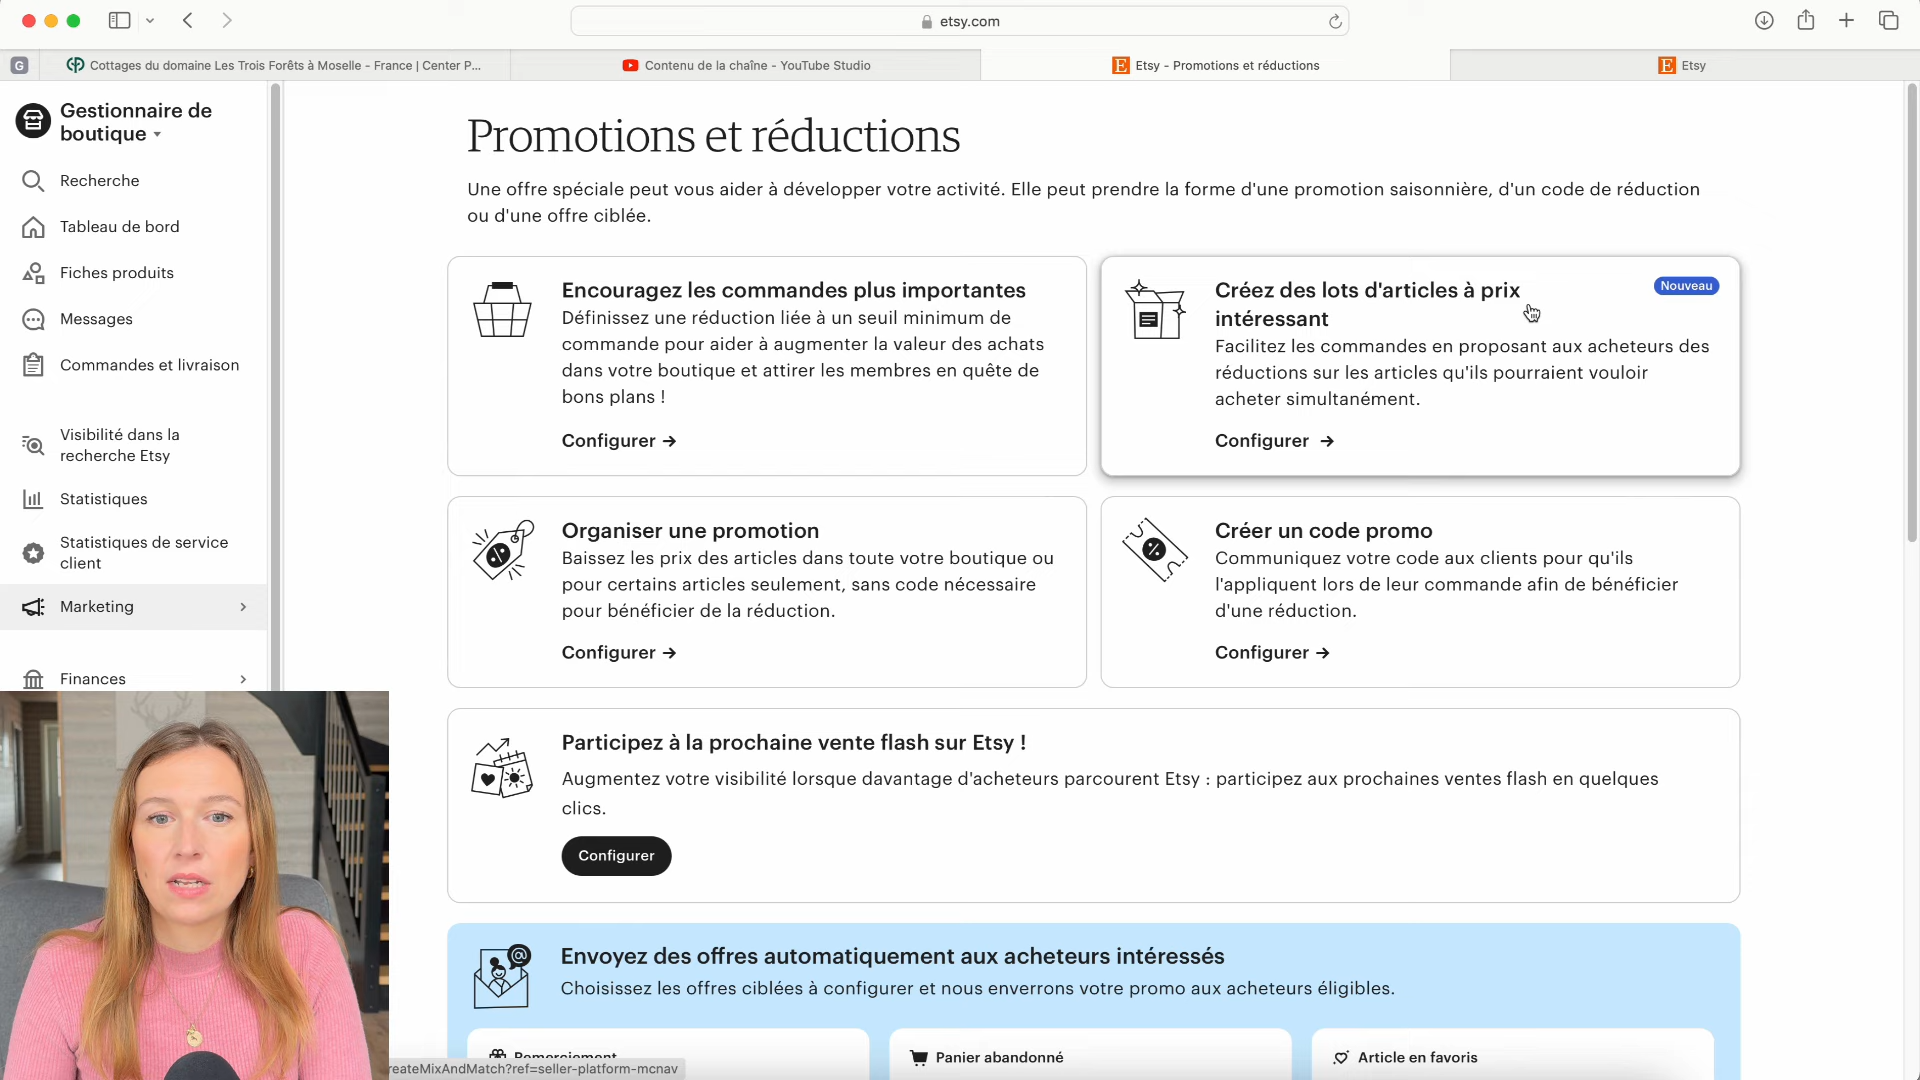 etsy.com
G
Cottages du domaine Les Trois Forêts à Moselle - France | Center P...
Contenu de la chaîne - YouTube Studio
E
Etsy - Promotions et réductions
E
Etsy
Gestionnaire de
boutique
Recherche
Tableau de bord
Fiches produits
Messages
Commandes et livraison
Visibilité dans la
recherche Etsy
Statistiques
Statistiques de service
client
Marketing
Finances
Promotions et réductions
Une offre spéciale peut vous aider à développer votre activité. Elle peut prendre la forme d'une promotion saisonnière, d'un code de réduction
ou d'une offre ciblée.
Encouragez les commandes plus importantes
Définissez une réduction liée à un seuil minimum de
commande pour aider à augmenter la valeur des achats
dans votre boutique et attirer les membres en quête de
bons plans !
Configurer →
Créez des lots d'articles à prix
intéressant
Nouveau
Facilitez les commandes en proposant aux acheteurs des
réductions sur les articles qu'ils pourraient vouloir
acheter simultanément.
Configurer →
Organiser une promotion
Baissez les prix des articles dans toute votre boutique ou
pour certains articles seulement, sans code nécessaire
pour bénéficier de la réduction.
Configurer →
Créer un code promo
Communiquez votre code aux clients pour qu'ils
l'appliquent lors de leur commande afin de bénéficier
d'une réduction.
Configurer →
Participez à la prochaine vente flash sur Etsy !
Augmentez votre visibilité lorsque davantage d'acheteurs parcourent Etsy : participez aux prochaines ventes flash en quelques
clics.
Configurer
Envoyez des offres automatiquement aux acheteurs intéressés
Choisissez les offres ciblées à configurer et nous enverrons votre promo aux acheteurs éligibles.
Remerciement
Panier abandonné
Article en favoris
reateMixAndMatch?ref=seller-platform-mcnav